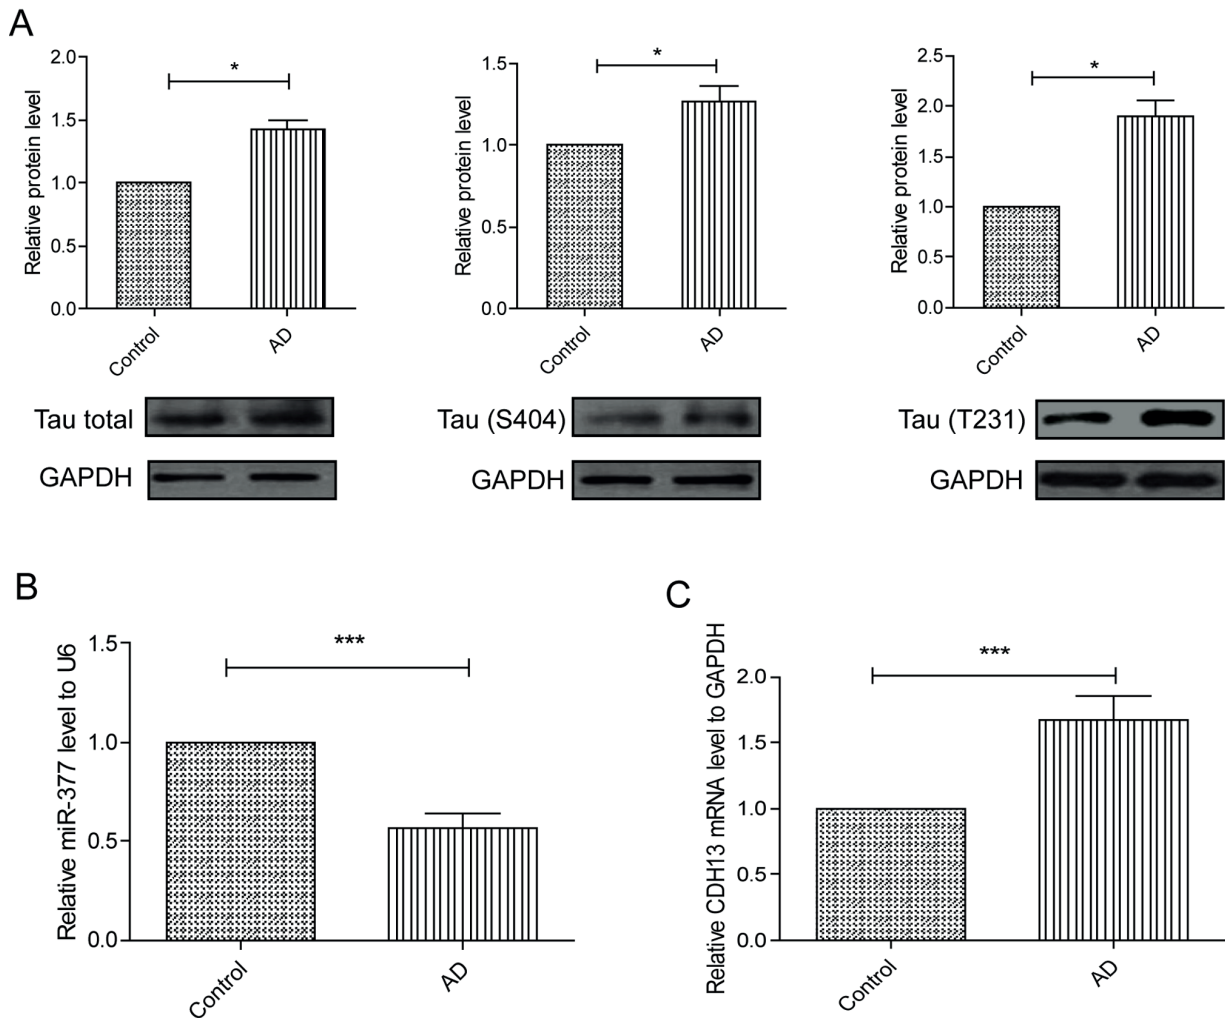 A
Relative protein level
2.0
1.5
1.0
0.5
0.0
*
Control
AD
Relative protein level
1.5
1.0
0.5
0.0
*
Control
AD
Relative protein level
2.5
2.0
1.5
1.0
0.5
0.0
*
Control
AD
Tau total
GAPDH
Tau (S404)
GAPDH
Tau (T231)
GAPDH
B
Relative miR-377 level to U6
1.5
1.0
0.5
0.0
***
Control
AD
C
Relative CDH13 mRNA level to GAPDH
2.0
1.5
1.0
0.5
0.0
***
Control
AD